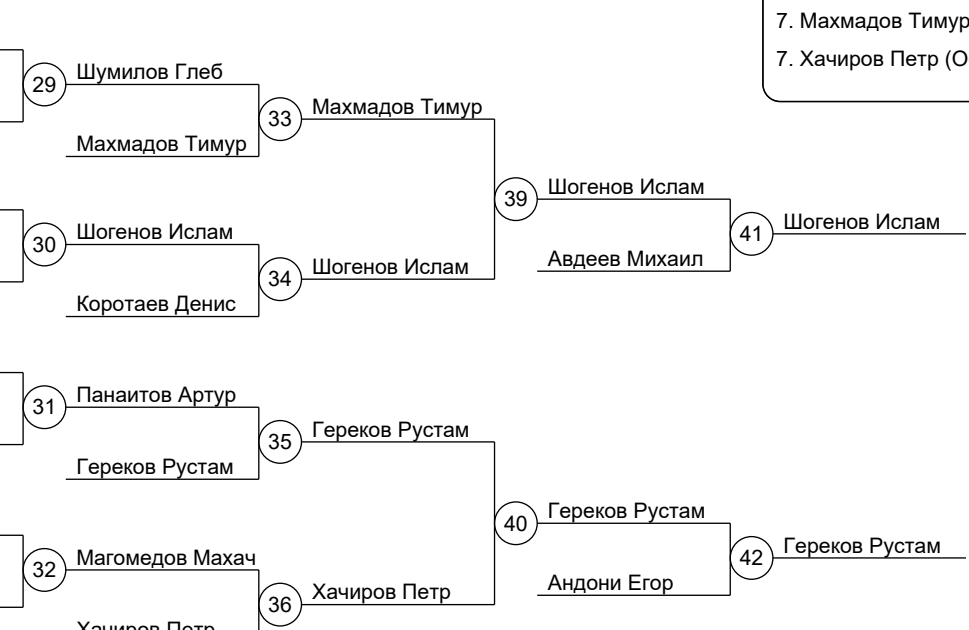 7. Махмадов Тимур
7. Хачиров Петр (О
29
Шумилов Глеб
33
Махмадов Тимур
Махмадов Тимур
39
Шогенов Ислам
41
Шогенов Ислам
30
Шогенов Ислам
34
Шогенов Ислам
Авдеев Михаил
Коротаев Денис
31
Панаитов Артур
35
Гереков Рустам
Гереков Рустам
40
Гереков Рустам
42
Гереков Рустам
32
Магомедов Махач
36
Хачиров Петр
Андони Егор
Хачиров Петр